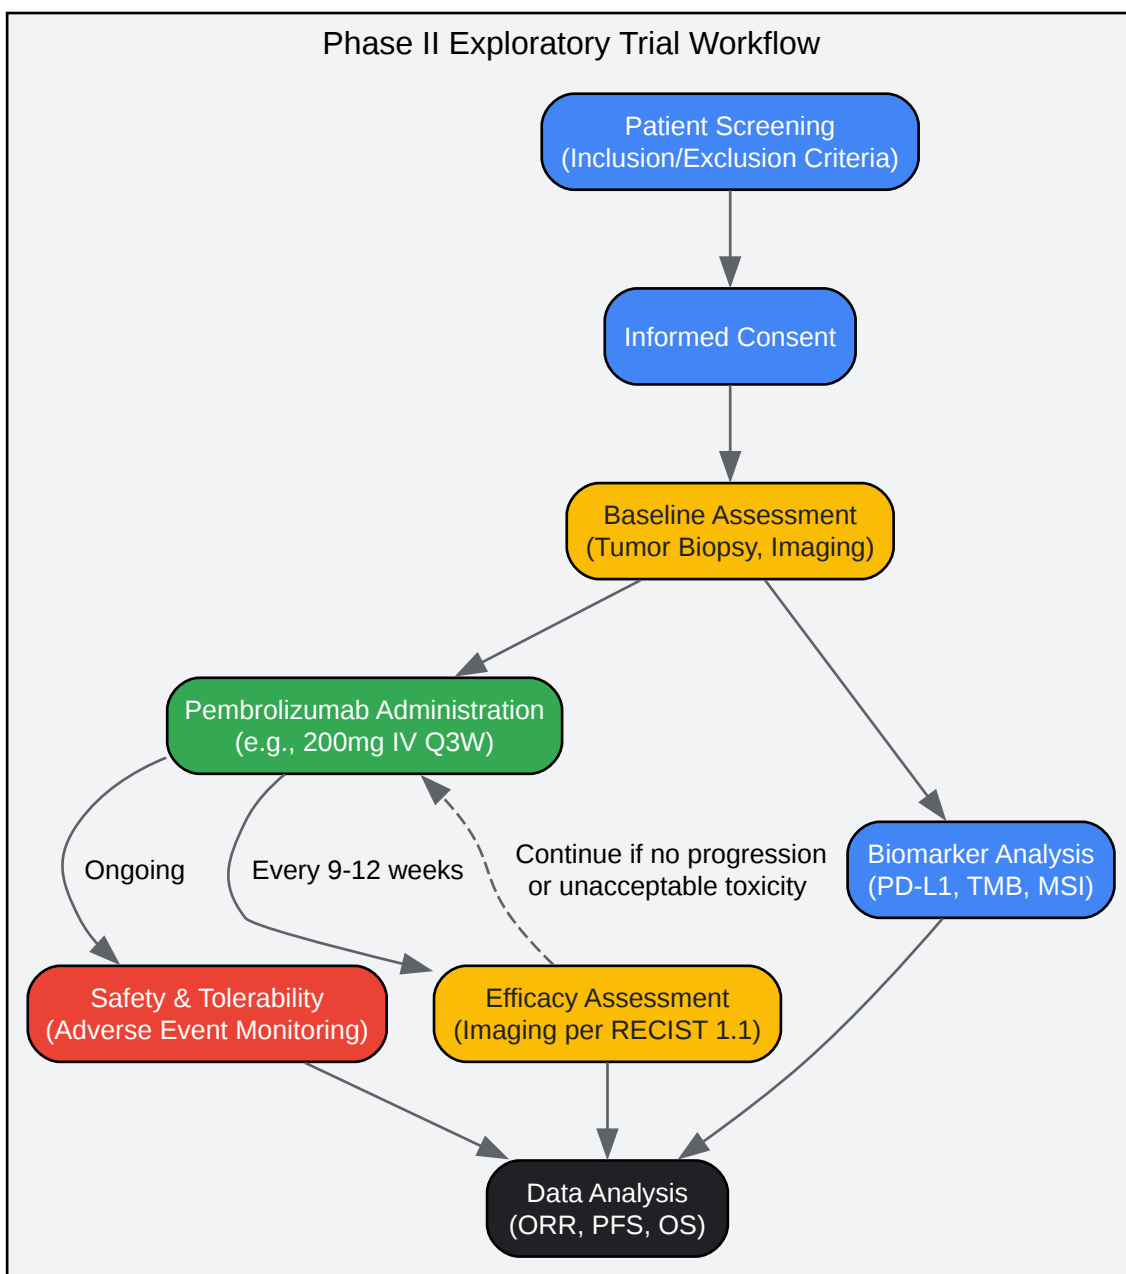 Phase II Exploratory Trial Workflow
Patient Screening
(Inclusion/Exclusion Criteria)
Informed Consent
Baseline Assessment
(Tumor Biopsy, Imaging)
Pembrolizumab Administration
(e.g., 200mg IV Q3W)
Ongoing
Every 9-12 weeks
Continue if no progression
or unacceptable toxicity
Biomarker Analysis
(PD-L1, TMB, MSI)
Safety & Tolerability
(Adverse Event Monitoring)
Efficacy Assessment
(Imaging per RECIST 1.1)
Data Analysis
(ORR, PFS, OS)